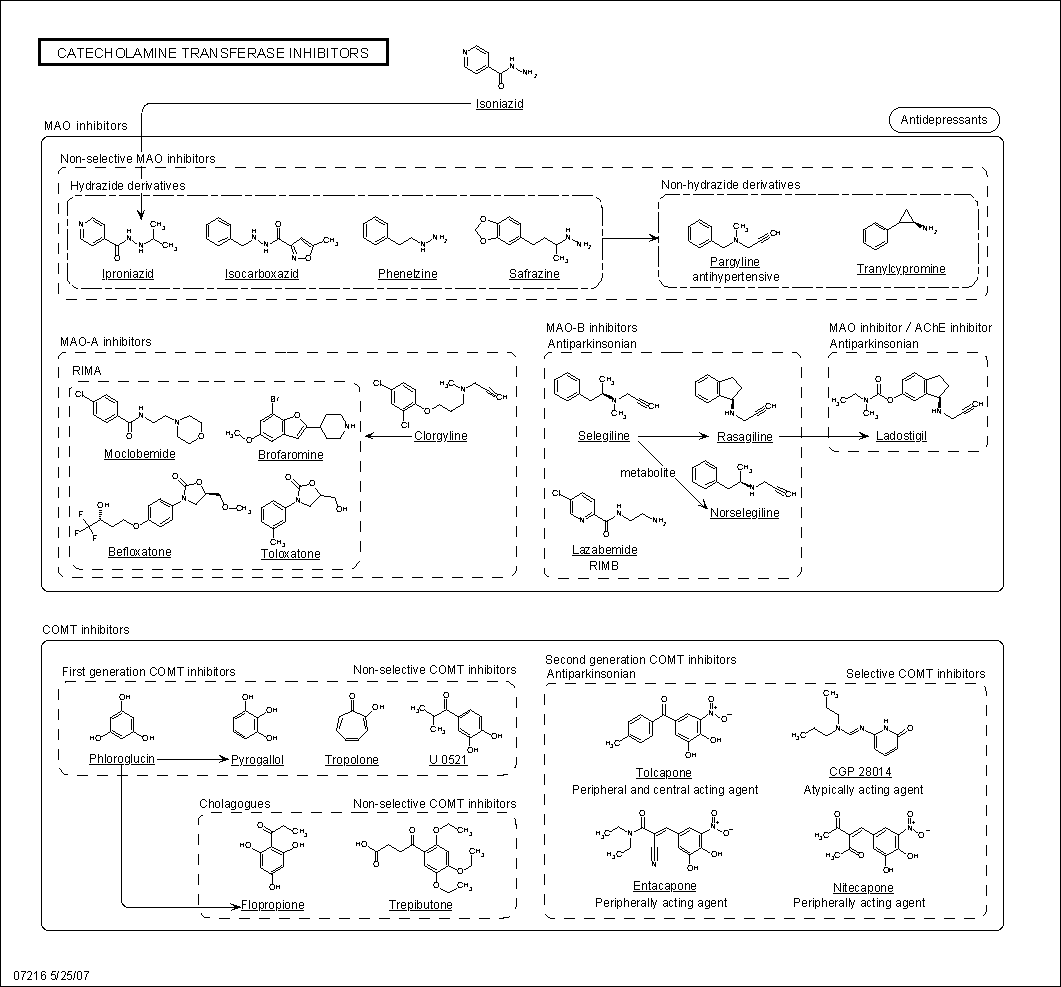 CATECHOLAMINE TRANSFERASE INHIBITORS
Isoniazid
MAO inhibitors
Antidepressants
Non-selective MAO inhibitors
Hydrazide derivatives
Non-hydrazide derivatives
Iproniazid
Isocarboxazid
Phenelzine
Safrazine
Pargyline
antihypertensive
Tranylcypromine
MAO-A inhibitors
RIMA
Moclobemide
Brofaromine
Clorgyline
Befloxatone
Toloxatone
MAO-B inhibitors
Antiparkinsonian
Selegiline
Rasagiline
metabolite
Norselegiline
Lazabemide
RIMB
MAO inhibitor / AChE inhibitor
Antiparkinsonian
Ladostigil
COMT inhibitors
First generation COMT inhibitors
Non-selective COMT inhibitors
Phloroglucin
Pyrogallol
Tropolone
U 0521
Cholagogues
Non-selective COMT inhibitors
Flopropione
Trepibutone
Second generation COMT inhibitors
Antiparkinsonian
Selective COMT inhibitors
Tolcapone
Peripheral and central acting agent
CGP 28014
Atypically acting agent
Entacapone
Peripherally acting agent
Nitecapone
Peripherally acting agent
07216 5/25/07